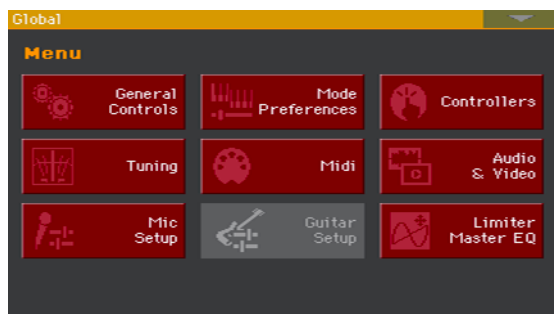 Global
Menu
General
Controls
Mode
Preferences
Controllers
Tuning
Midi
Audio
& Video
Mic
Setup
Guitar
Setup
Limiter
Master EQ